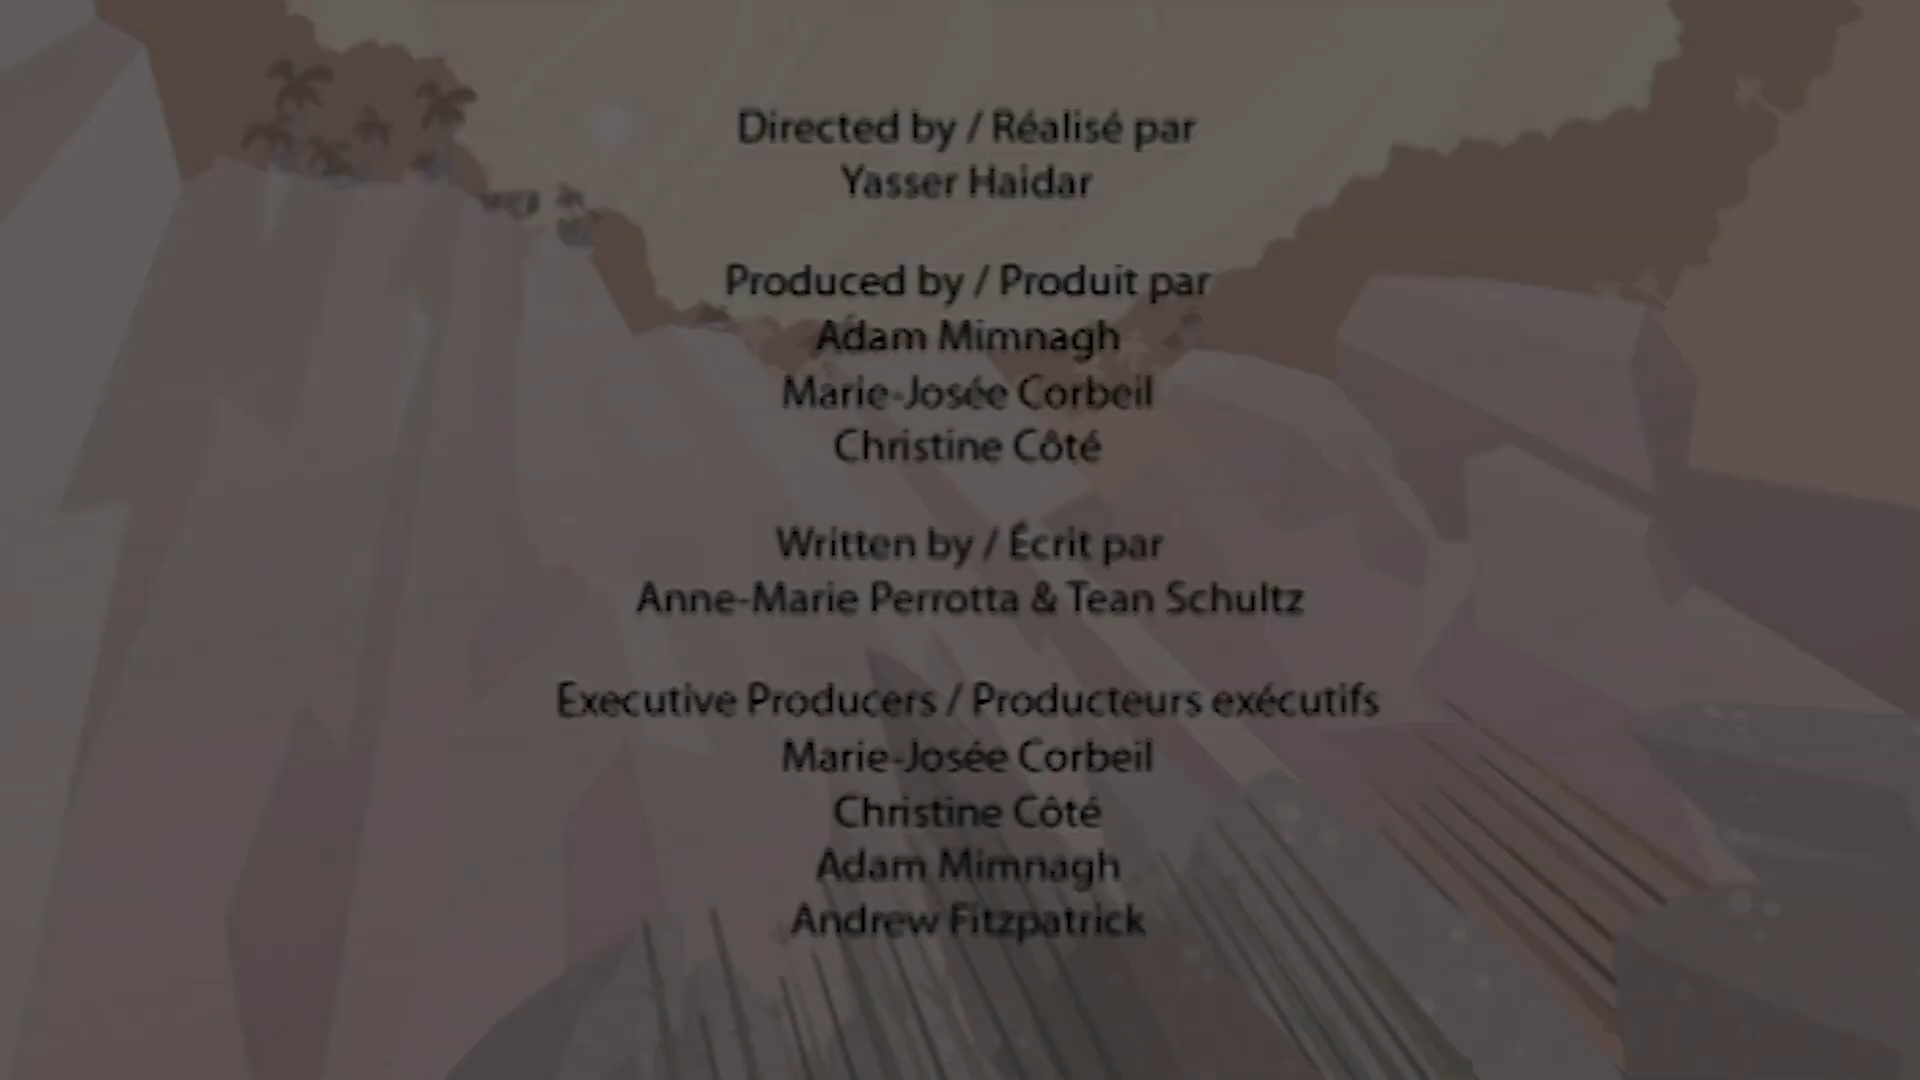 Directed by / Réalisé par
Yasser Haidar
Produced by / Produit par
Adam Mimnagh
Marie-Josée Corbeil
Christine Côté
Written by / Écrit par
Anne-Marie Perrotta & Tean Schultz
Executive Producers / Producteurs exécutifs
Marie-Josée Corbeil
Christine Côté
Adam Mimnagh
Andrew Fitzpatrick